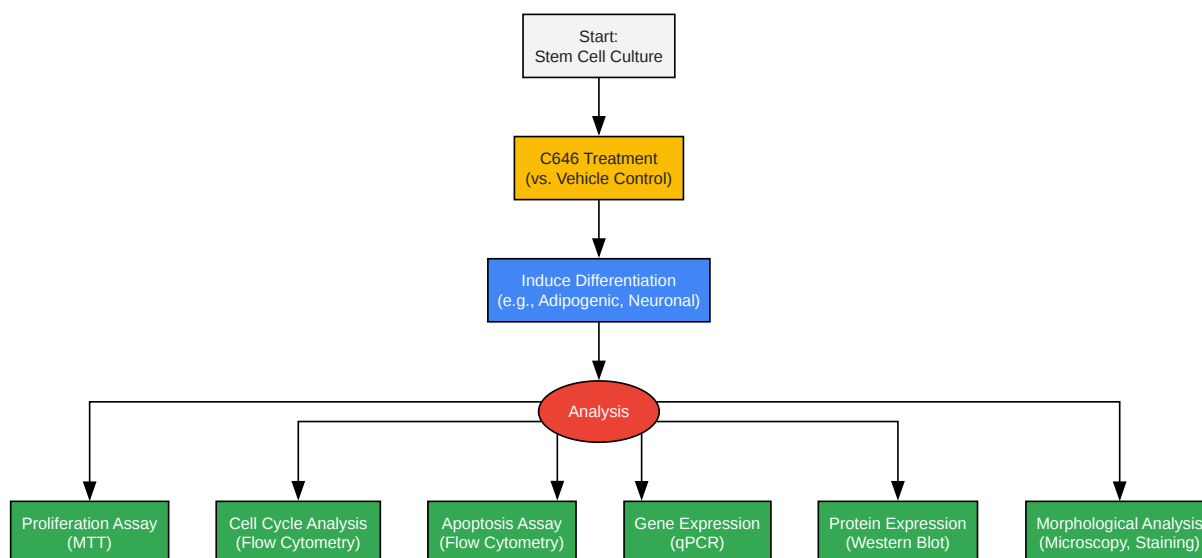 Start:
Stem Cell Culture
C646 Treatment
(vs. Vehicle Control)
Induce Differentiation
(e.g., Adipogenic, Neuronal)
Analysis
Proliferation Assay
(MTT)
Cell Cycle Analysis
(Flow Cytometry)
Apoptosis Assay
(Flow Cytometry)
Gene Expression
(qPCR)
Protein Expression
(Western Blot)
Morphological Analysis
(Microscopy, Staining)